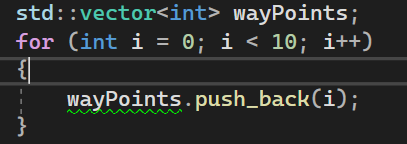 std::vector<int> wayPoints;
for (int i = 0; i < 10; i++)
{
    wayPoints.push_back(i);
}